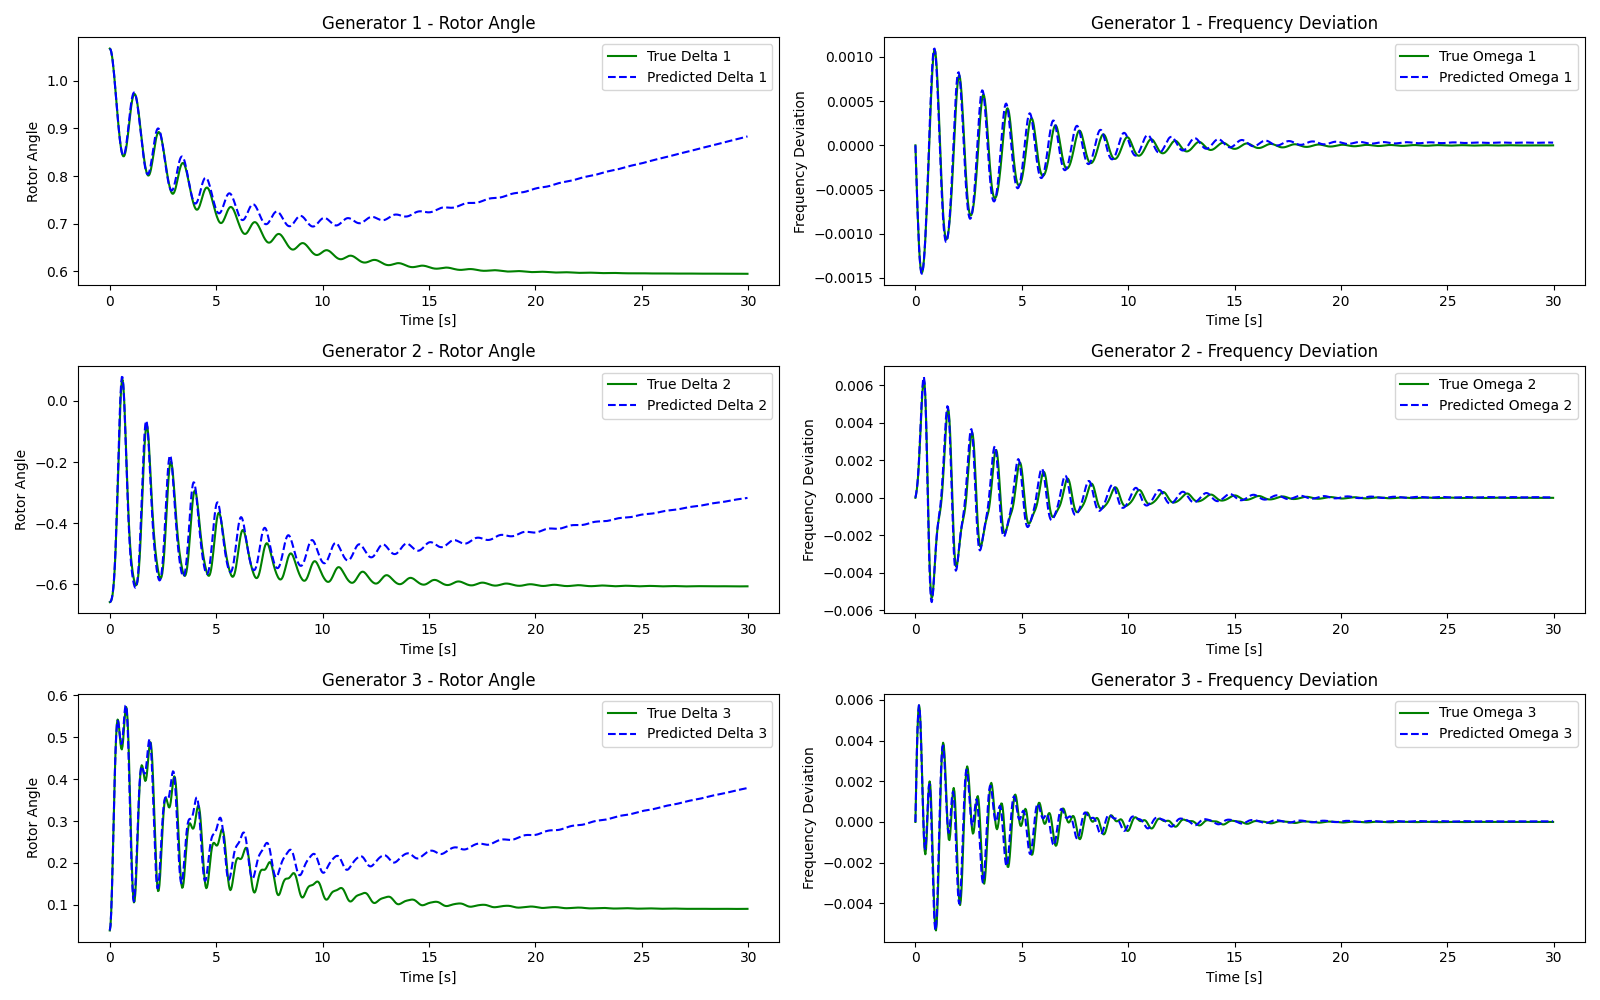 Generator 1 - Rotor Angle
Rotor Angle
1.0
0.9
0.8
0.7
0.6
True Delta 1
Predicted Delta 1
0 5 10 15 20 25 30
Time [s]
Generator 1 - Frequency Deviation
Frequency Deviation
0.0010
0.0005
0.0000
−0.0005
−0.0010
−0.0015
True Omega 1
Predicted Omega 1
0 5 10 15 20 25 30
Time [s]
Generator 2 - Rotor Angle
Rotor Angle
0.0
−0.2
−0.4
−0.6
True Delta 2
Predicted Delta 2
0 5 10 15 20 25 30
Time [s]
Generator 2 - Frequency Deviation
Frequency Deviation
0.006
0.004
0.002
0.000
−0.002
−0.004
−0.006
True Omega 2
Predicted Omega 2
0 5 10 15 20 25 30
Time [s]
Generator 3 - Rotor Angle
Rotor Angle
0.6
0.5
0.4
0.3
0.2
0.1
True Delta 3
Predicted Delta 3
0 5 10 15 20 25 30
Time [s]
Generator 3 - Frequency Deviation
Frequency Deviation
0.006
0.004
0.002
0.000
−0.002
−0.004
True Omega 3
Predicted Omega 3
0 5 10 15 20 25 30
Time [s]